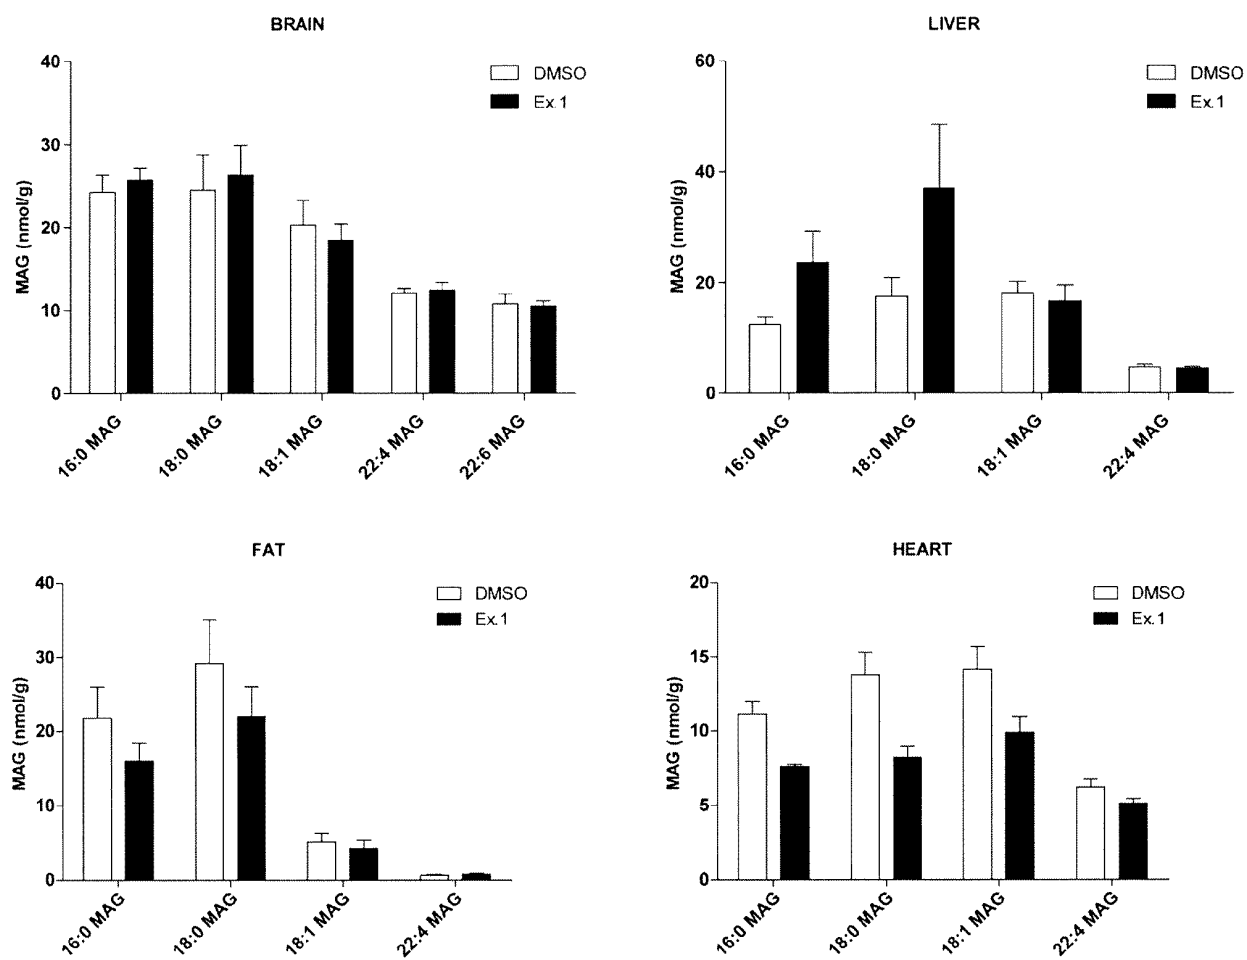 BRAIN
40
30
20
10
0
MAG (nmol/g)
DMSO
Ex.1
16:0 MAG
18:0 MAG
18:1 MAG
22:4 MAG
22:6 MAG
LIVER
60
40
20
0
MAG (nmol/g)
DMSO
Ex.1
16:0 MAG
18:0 MAG
18:1 MAG
22:4 MAG
FAT
40
30
20
10
0
MAG (nmol/g)
DMSO
Ex.1
16:0 MAG
18:0 MAG
18:1 MAG
22:4 MAG
HEART
20
15
10
5
0
MAG (nmol/g)
DMSO
Ex.1
16:0 MAG
18:0 MAG
18:1 MAG
22:4 MAG